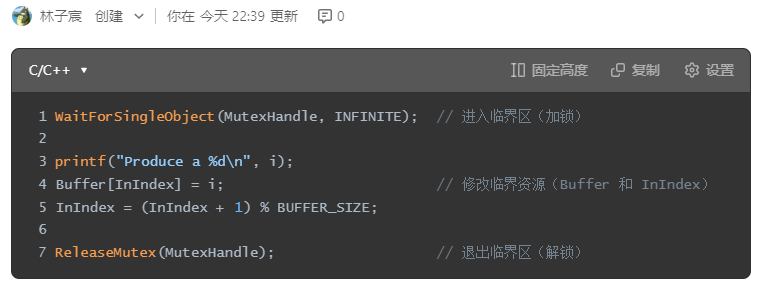 林子宸 创建 你在 今天 22:39 更新 0
C/C++ 固定高度 复制 设置
1 WaitForSingleObject(MutexHandle, INFINITE);  // 进入临界区（加锁）
2
3 printf("Produce a %d\n", i);
4 Buffer[InIndex] = i;                         // 修改临界资源（Buffer 和 InIndex）
5 InIndex = (InIndex + 1) % BUFFER_SIZE;
6
7 ReleaseMutex(MutexHandle);                   // 退出临界区（解锁）